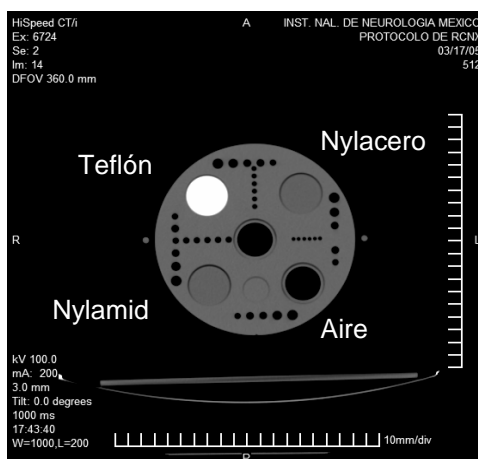 HiSpeed CT/i
Ex: 6724
Se: 2
Im: 14
DFOV 360.0 mm
A
INST. NAL. DE NEUROLOGIA MEXICO
PROTOCOLO DE RCNX
03/17/05
512
Teflón
Nylacero
R
L
Nylamid
Aire
kV 100.0
mA: 200
3.0 mm
Tilt: 0.0 degrees
1000 ms
17:43:40
W=1000,L=200
10mm/div